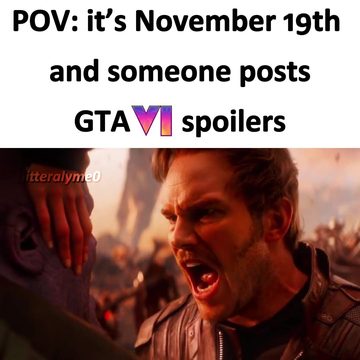 POV: it's November 19th
and someone posts
GTA VI spoilers
itteralyme0